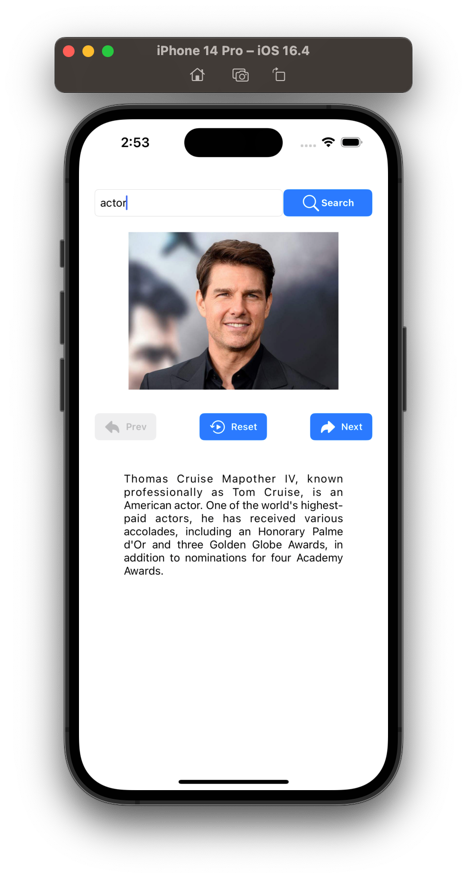 iPhone 14 Pro – iOS 16.4
2:53
actor
Search
Prev
Reset
Next
Thomas Cruise Mapother IV, known
professionally as Tom Cruise, is an
American actor. One of the world's highest-
paid actors, he has received various
accolades, including an Honorary Palme
d'Or and three Golden Globe Awards, in
addition to nominations for four Academy
Awards.